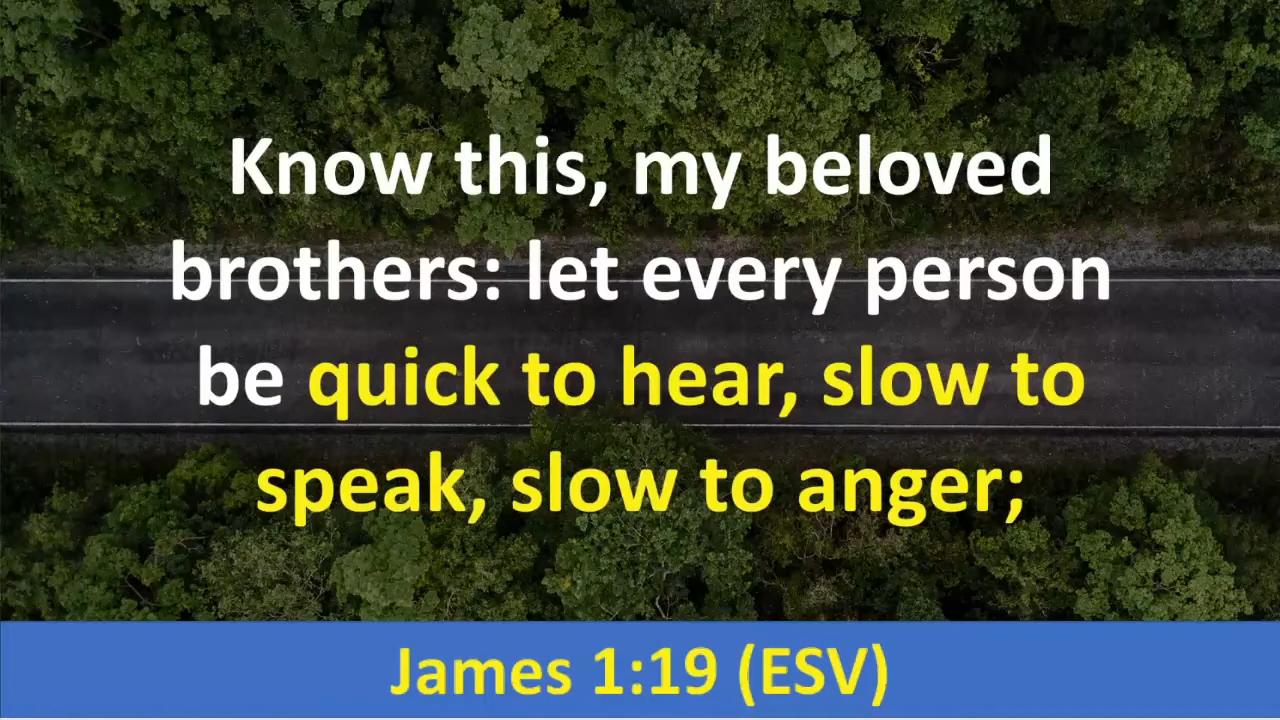 Know this, my beloved
brothers: let every person
be quick to hear, slow to
speak, slow to anger;
James 1:19 (ESV)